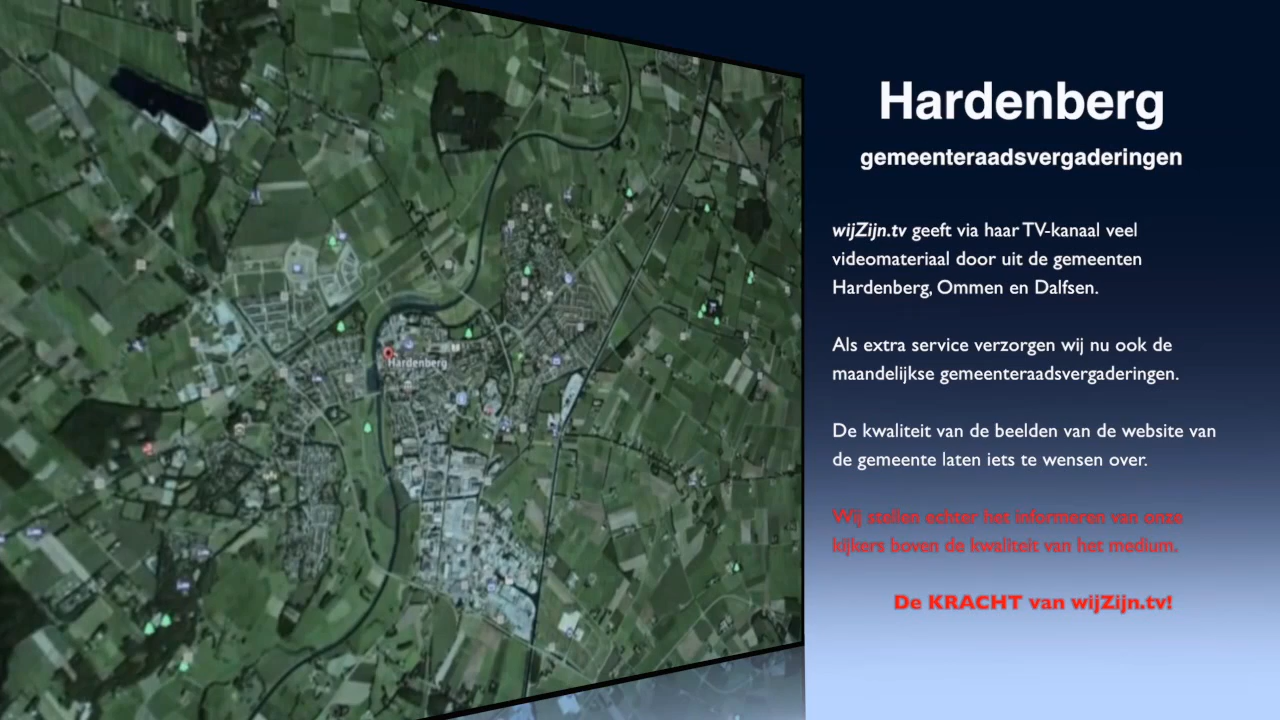 Hardenberg
gemeenteraadsvergaderingen
wijZijn.tv geeft via haar TV-kanaal veel
videomateriaal door uit de gemeenten
Hardenberg, Ommen en Dalfsen.
Als extra service verzorgen wij nu ook de
maandelijkse gemeenteraadsvergaderingen.
De kwaliteit van de beelden van de website van
de gemeente laten iets te wensen over.
Wij stellen echter het informeren van onze
kijkers boven de kwaliteit van het medium.
De KRACHT van wijZijn.tv!
Hardenberg